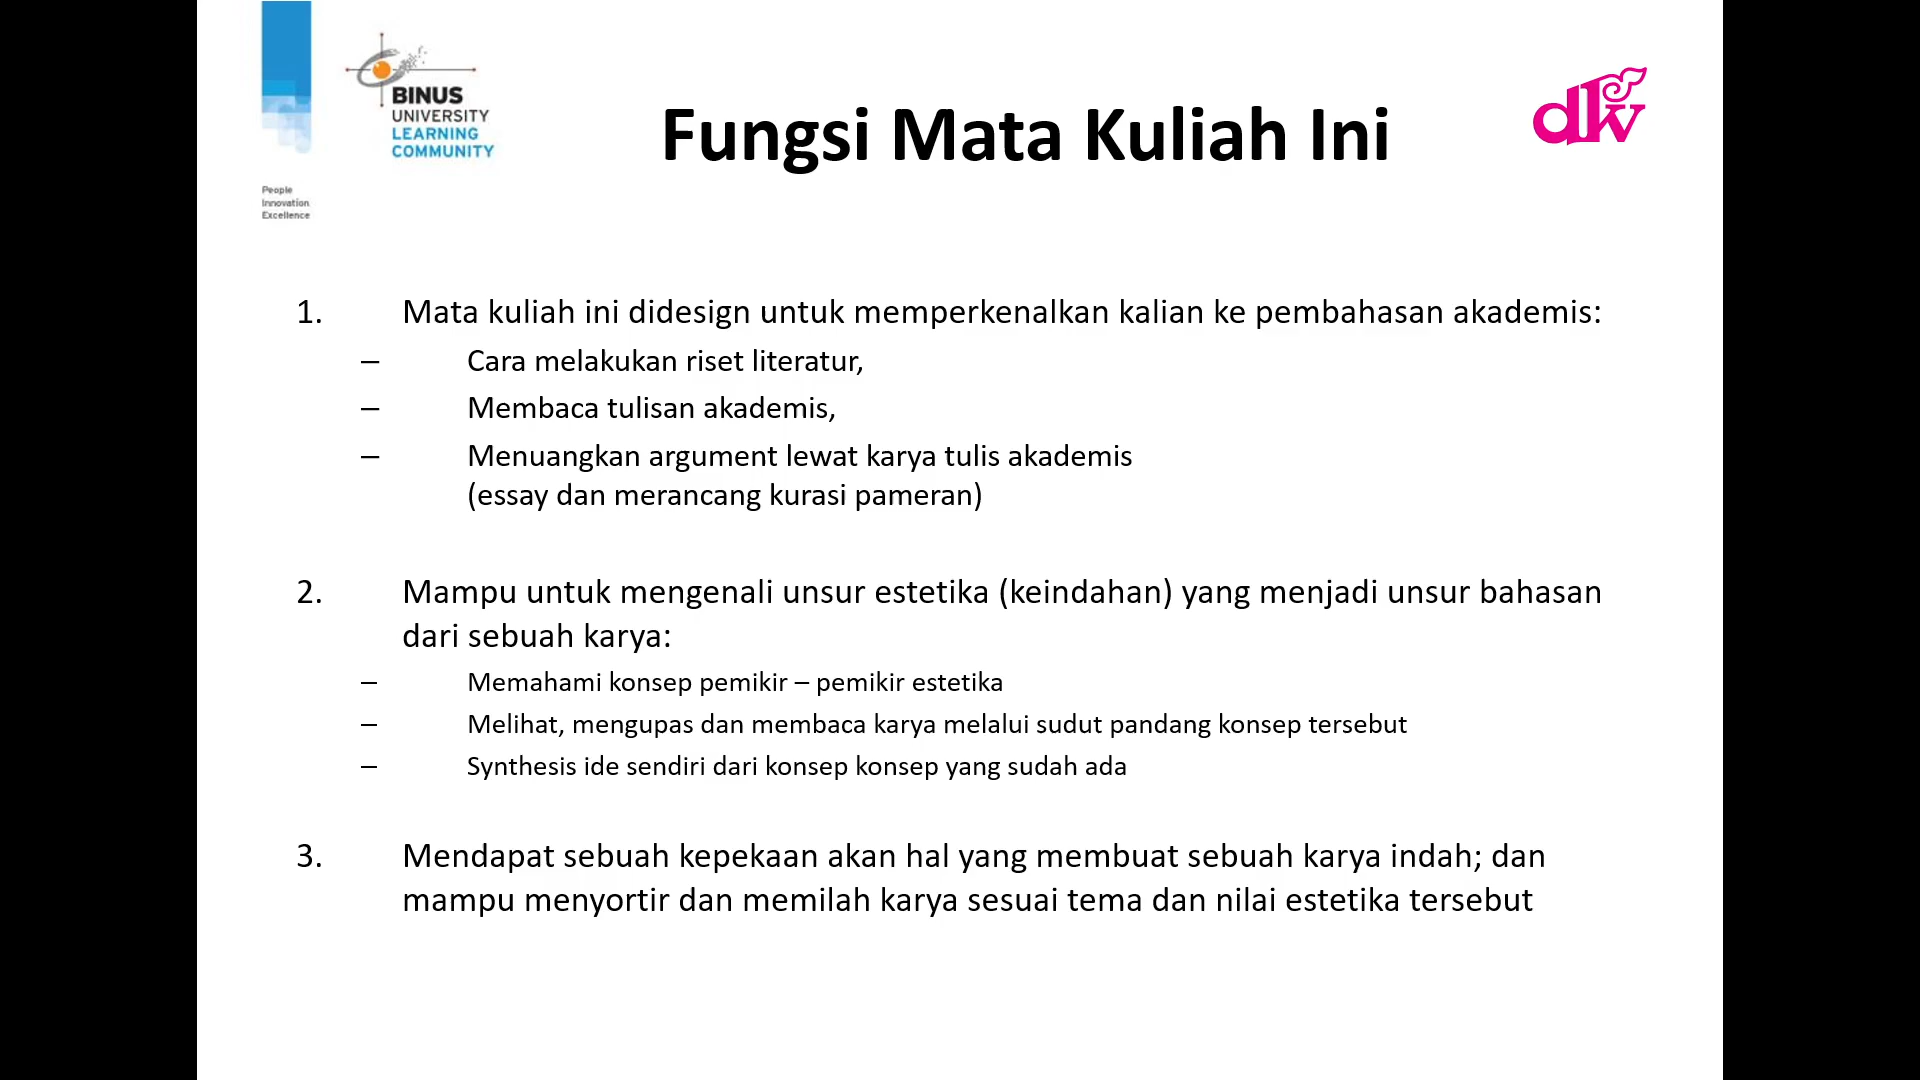 BINUS
UNIVERSITY
LEARNING
COMMUNITY
People
Innovation
Excellence
Fungsi Mata Kuliah Ini
dkv
1. Mata kuliah ini didesign untuk memperkenalkan kalian ke pembahasan akademis:
– Cara melakukan riset literatur,
– Membaca tulisan akademis,
– Menuangkan argument lewat karya tulis akademis
(essay dan merancang kurasi pameran)
2. Mampu untuk mengenali unsur estetika (keindahan) yang menjadi unsur bahasan
dari sebuah karya:
– Memahami konsep pemikir – pemikir estetika
– Melihat, mengupas dan membaca karya melalui sudut pandang konsep tersebut
– Synthesis ide sendiri dari konsep konsep yang sudah ada
3. Mendapat sebuah kepekaan akan hal yang membuat sebuah karya indah; dan
mampu menyortir dan memilah karya sesuai tema dan nilai estetika tersebut